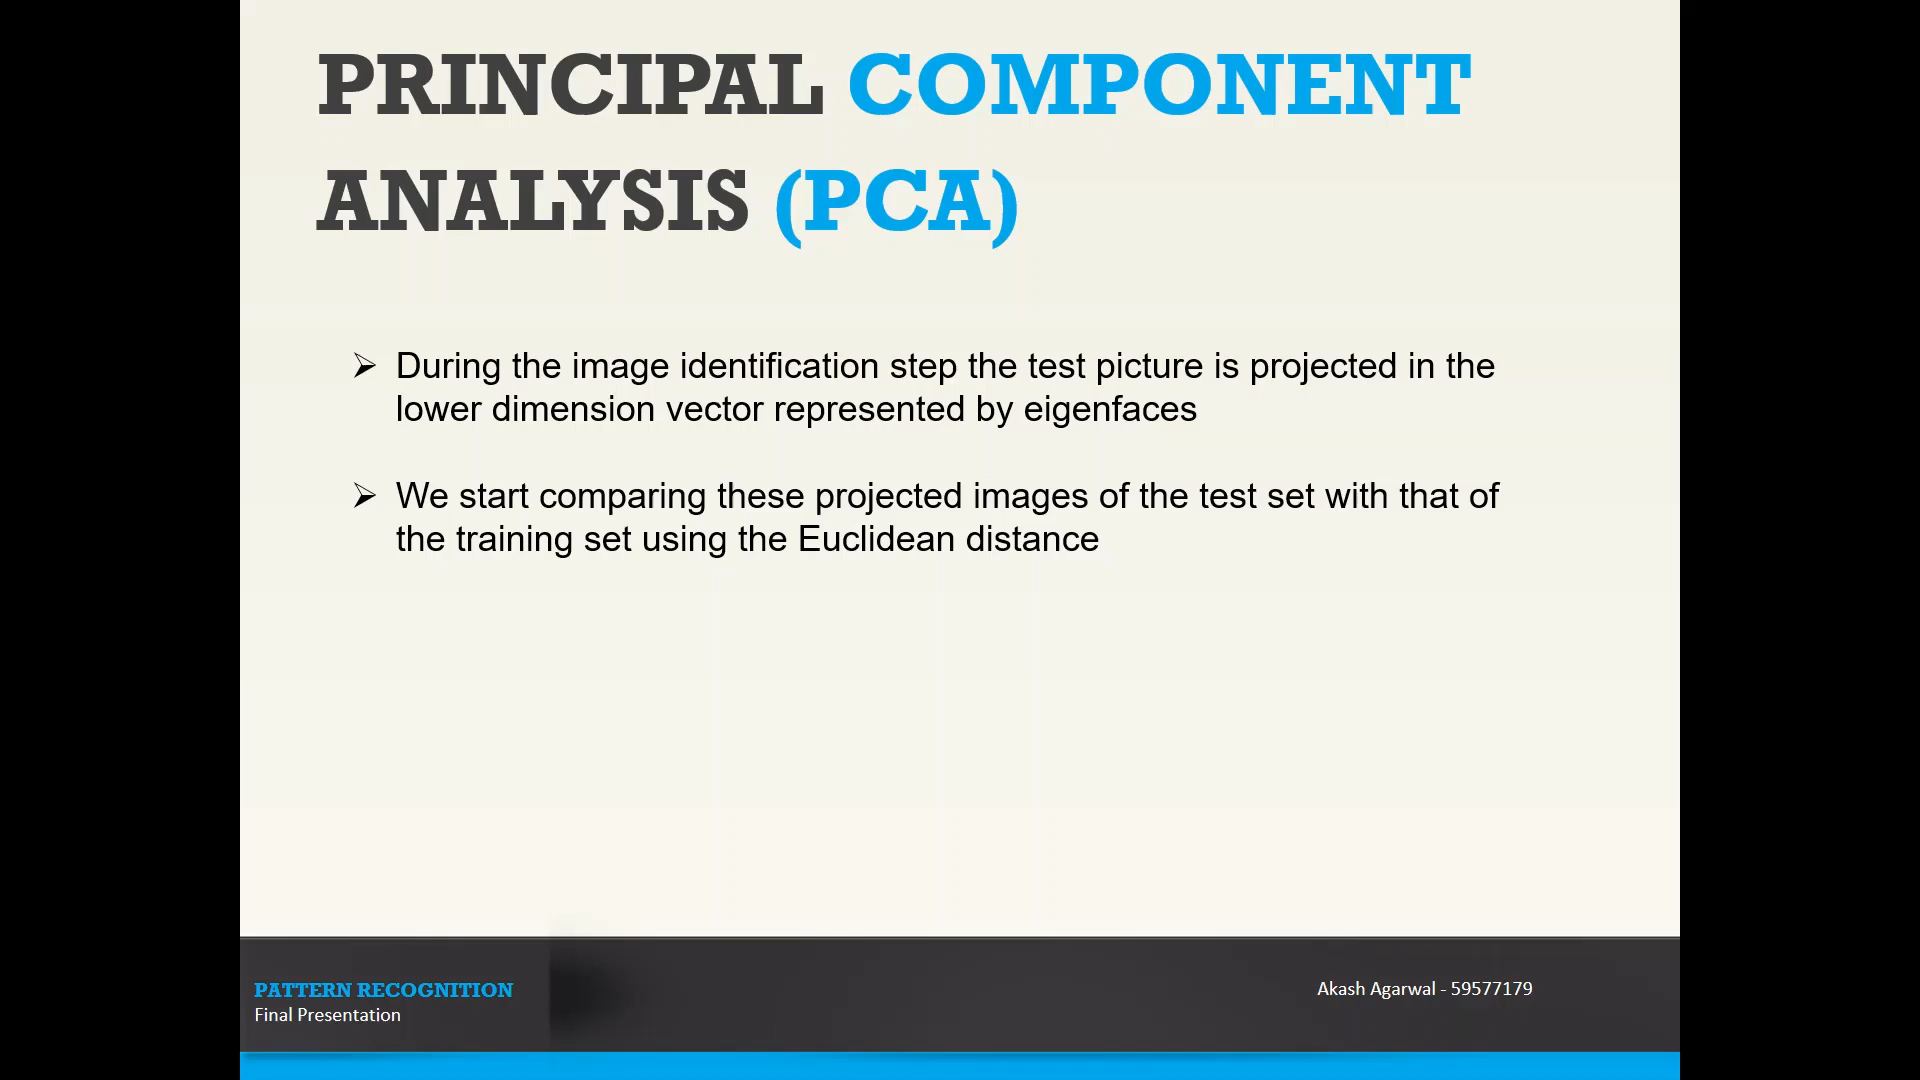 PRINCIPAL COMPONENT
ANALYSIS (PCA)
➢ During the image identification step the test picture is projected in the
lower dimension vector represented by eigenfaces
➢ We start comparing these projected images of the test set with that of
the training set using the Euclidean distance
PATTERN RECOGNITION
Final Presentation
Akash Agarwal - 59577179